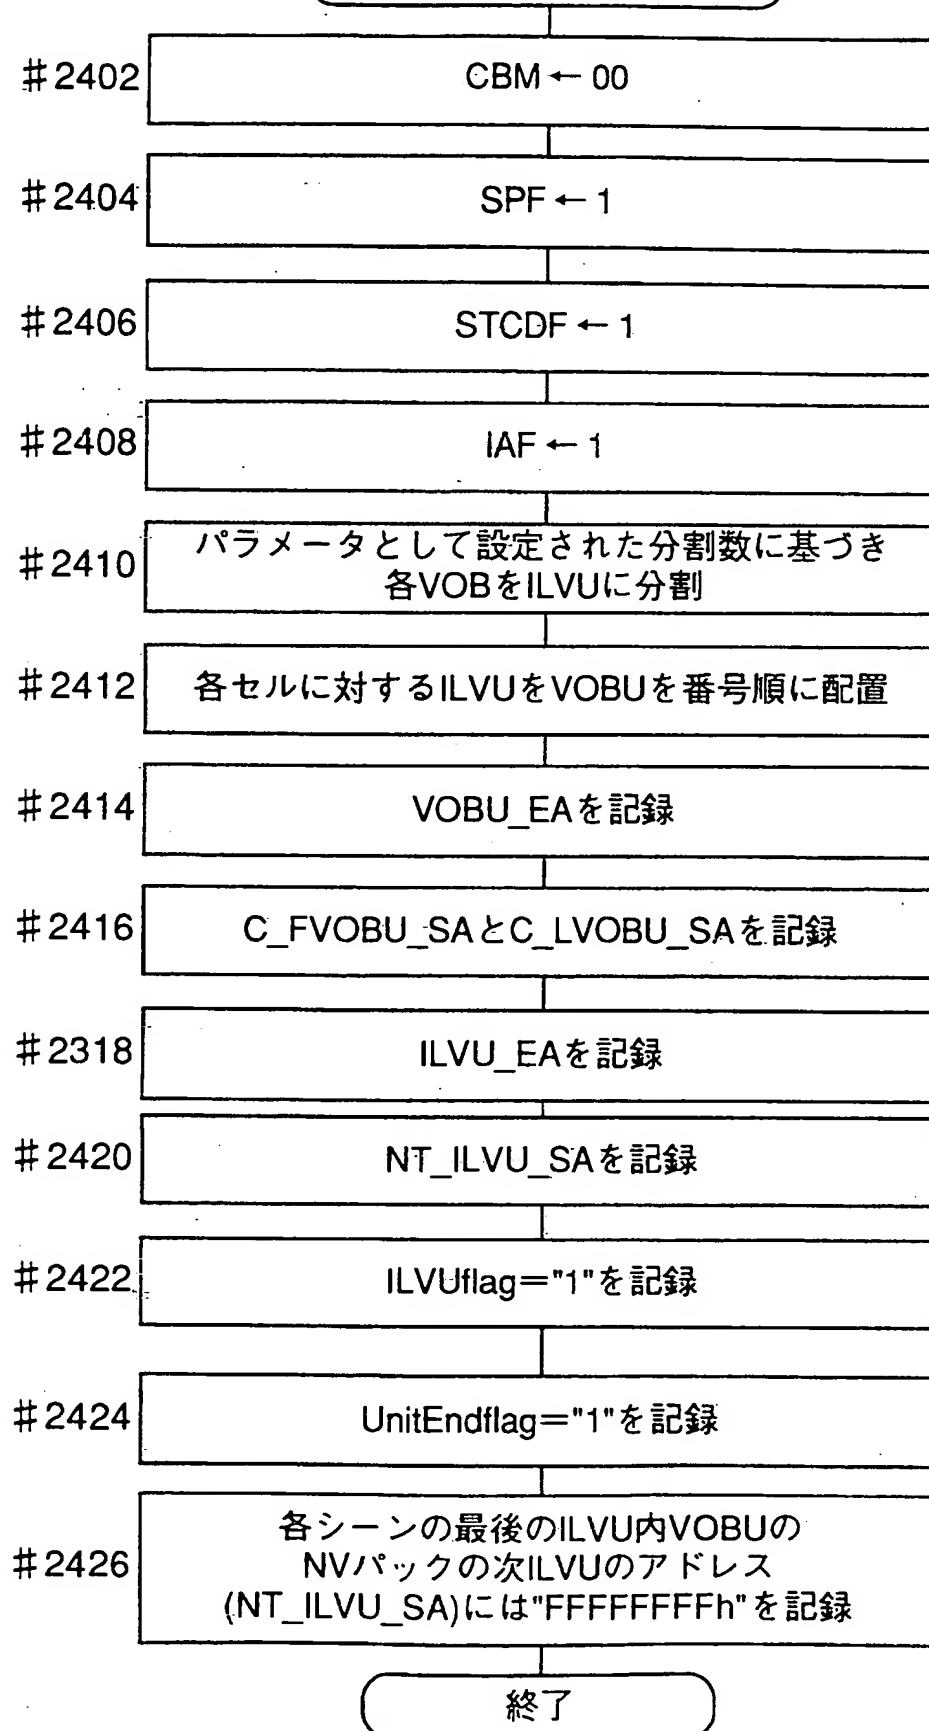 #2402 CBM ← 00
#2404 SPF ← 1
#2406 STCDF ← 1
#2408 IAF ← 1
#2410 パラメータとして設定された分割数に基づき
各VOBをILVUに分割
#2412 各セルに対するILVUをVOBUを番号順に配置
#2414 VOBU_EAを記録
#2416 C_FVOBU_SAとC_LVOBU_SAを記録
#2318 ILVU_EAを記録
#2420 NT_ILVU_SAを記録
#2422 ILVUflag="1"を記録
#2424 UnitEndflag="1"を記録
#2426 各シーンの最後のILVU内VOBUの
NVパックの次ILVUのアドレス
(NT_ILVU_SA)には"FFFFFFFFh"を記録
終了